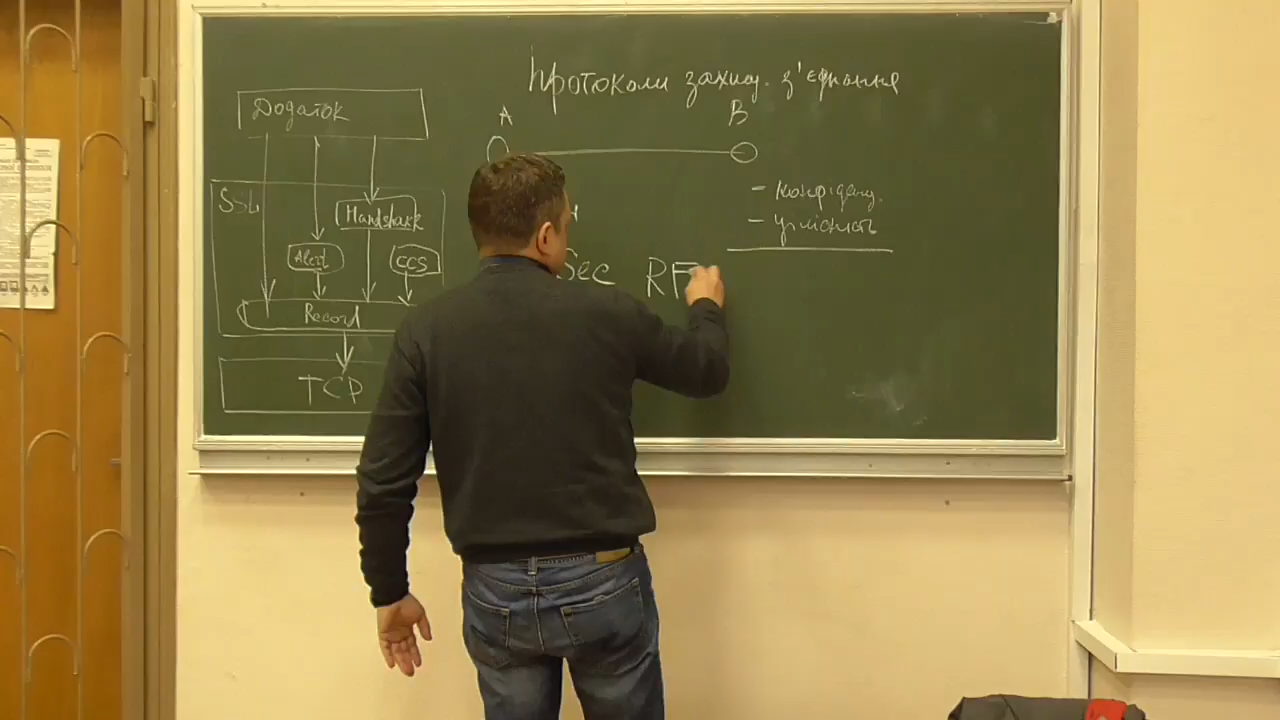 Протоколи захищ. з'єднання
A B
Додаток
SSL
Handshake
Alert
CCS
Record
TCP
- конфіденц.
- цілісність
Sec RF